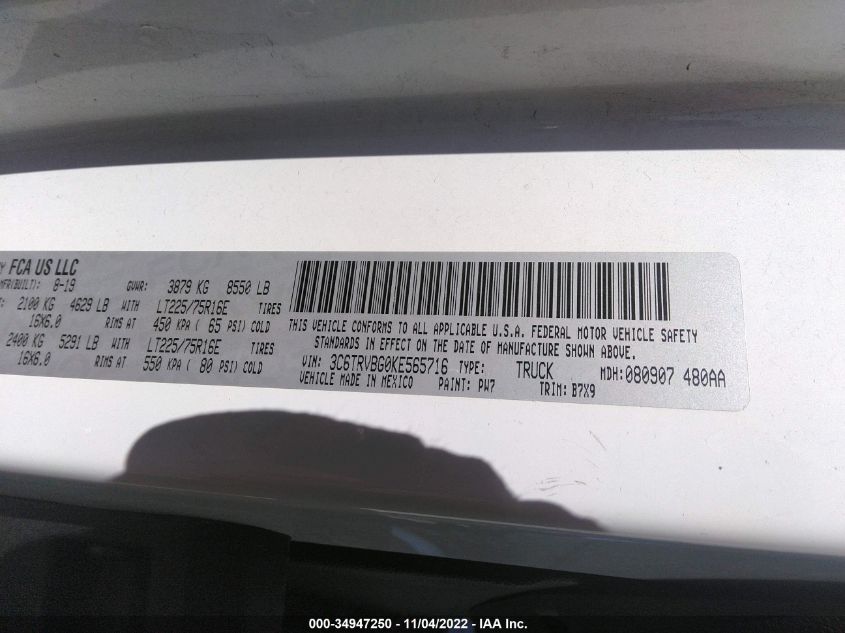 FCA US LLC
MFR(BUILT): 8-19 GVWR: 3879 KG 8550 LB
2100 KG 4629 LB WITH LT225/75R16E TIRES
16X6.0 RIMS AT 450 KPA ( 65 PSI) COLD
2400 KG 5291 LB WITH LT225/75R16E TIRES
16X6.0 RIMS AT 550 KPA ( 80 PSI) COLD
THIS VEHICLE CONFORMS TO ALL APPLICABLE U.S.A. FEDERAL MOTOR VEHICLE SAFETY
STANDARDS IN EFFECT ON THE DATE OF MANUFACTURE SHOWN ABOVE.
VIN: 3C6TRVBG0KE565716 TYPE: TRUCK MDH:080907 480AA
VEHICLE MADE IN MEXICO PAINT: PW7 TRIM: B7X9
000-34947250 - 11/04/2022 - IAA Inc.